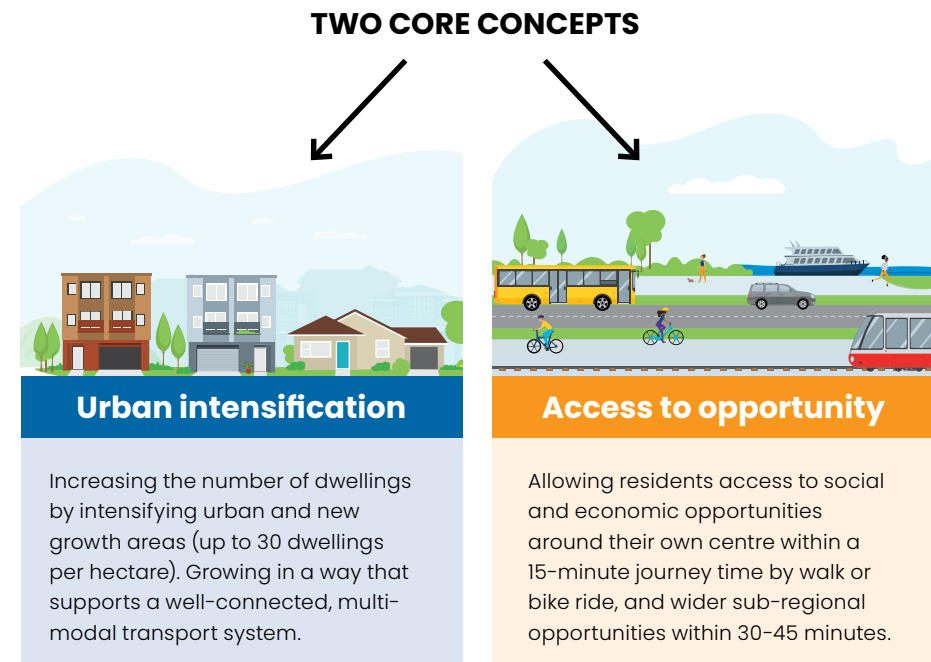 TWO CORE CONCEPTS
Urban intensification
Increasing the number of dwellings
by intensifying urban and new
growth areas (up to 30 dwellings
per hectare). Growing in a way that
supports a well-connected, multi-
modal transport system.
Access to opportunity
Allowing residents access to social
and economic opportunities
around their own centre within a
15-minute journey time by walk or
bike ride, and wider sub-regional
opportunities within 30-45 minutes.